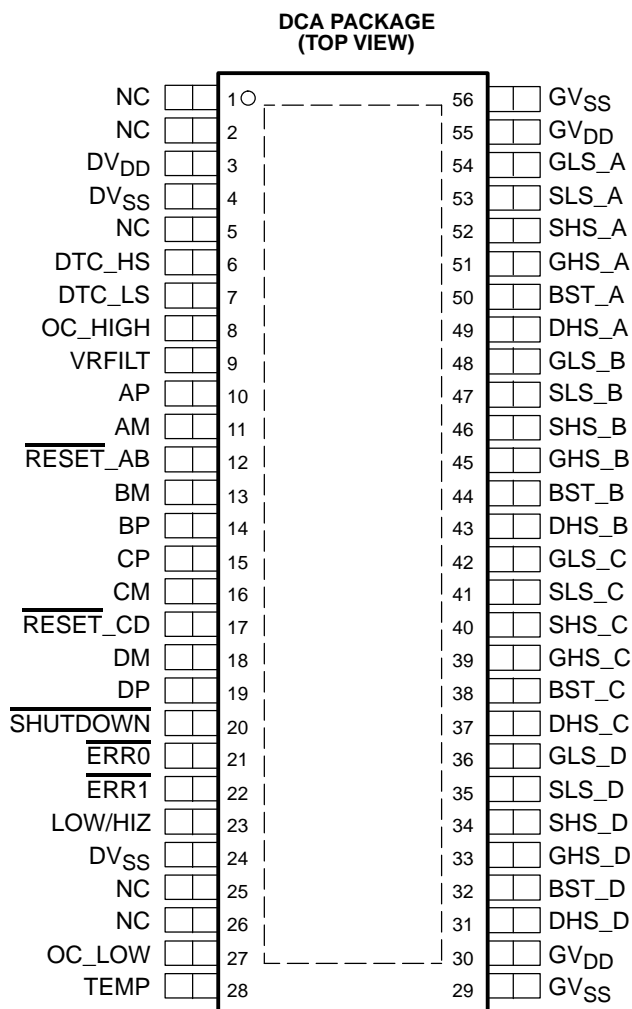 DCA PACKAGE
(TOP VIEW)
NC 1 56 GVSS
NC 2 55 GVDD
DVDD 3 54 GLS_A
DVSS 4 53 SLS_A
NC 5 52 SHS_A
DTC_HS 6 51 GHS_A
DTC_LS 7 50 BST_A
OC_HIGH 8 49 DHS_A
VRFILT 9 48 GLS_B
AP 10 47 SLS_B
AM 11 46 SHS_B
R̅E̅S̅E̅T̅_AB 12 45 GHS_B
BM 13 44 BST_B
BP 14 43 DHS_B
CP 15 42 GLS_C
CM 16 41 SLS_C
R̅E̅S̅E̅T̅_CD 17 40 SHS_C
DM 18 39 GHS_C
DP 19 38 BST_C
S̅H̅U̅T̅D̅O̅W̅N̅ 20 37 DHS_C
E̅R̅R̅0̅ 21 36 GLS_D
E̅R̅R̅1̅ 22 35 SLS_D
LOW/HIZ 23 34 SHS_D
DVSS 24 33 GHS_D
NC 25 32 BST_D
NC 26 31 DHS_D
OC_LOW 27 30 GVDD
TEMP 28 29 GVSS